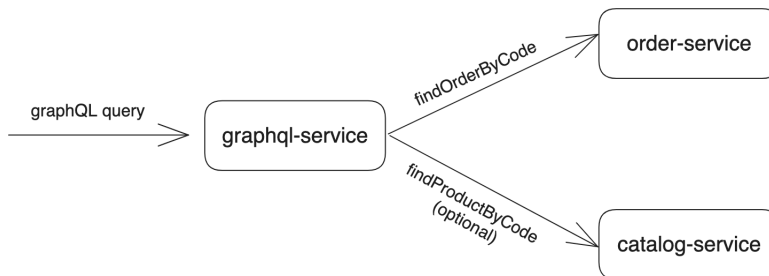 graphQL query
graphql-service
findOrderByCode
order-service
findProductByCode
(optional)
catalog-service